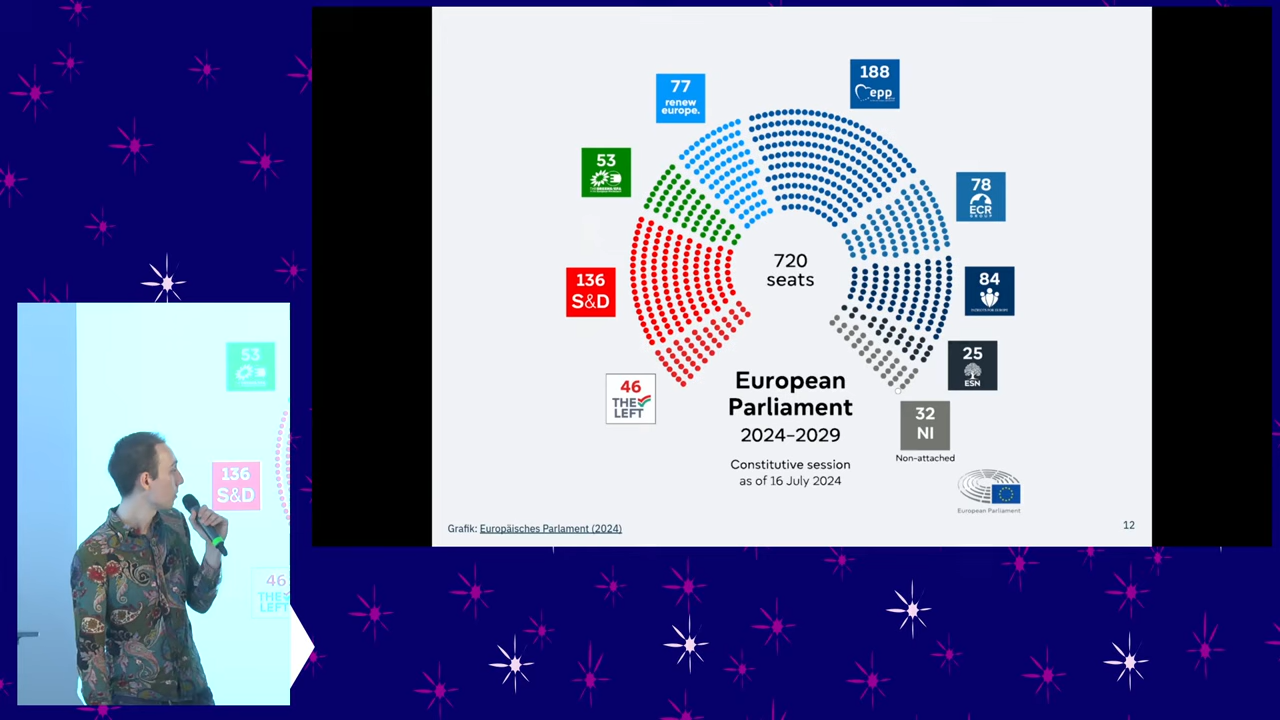 77
renew
europe.
188
epp
53
78
ECR
GROUP
136
S&D
720
seats
84
25
ESN
46
THE
LEFT
European
Parliament
2024–2029
Constitutive session
as of 16 July 2024
32
NI
Non-attached
European Parliament
Grafik: Europäisches Parlament (2024)
12
53
136
S&D
46
THE
LEFT